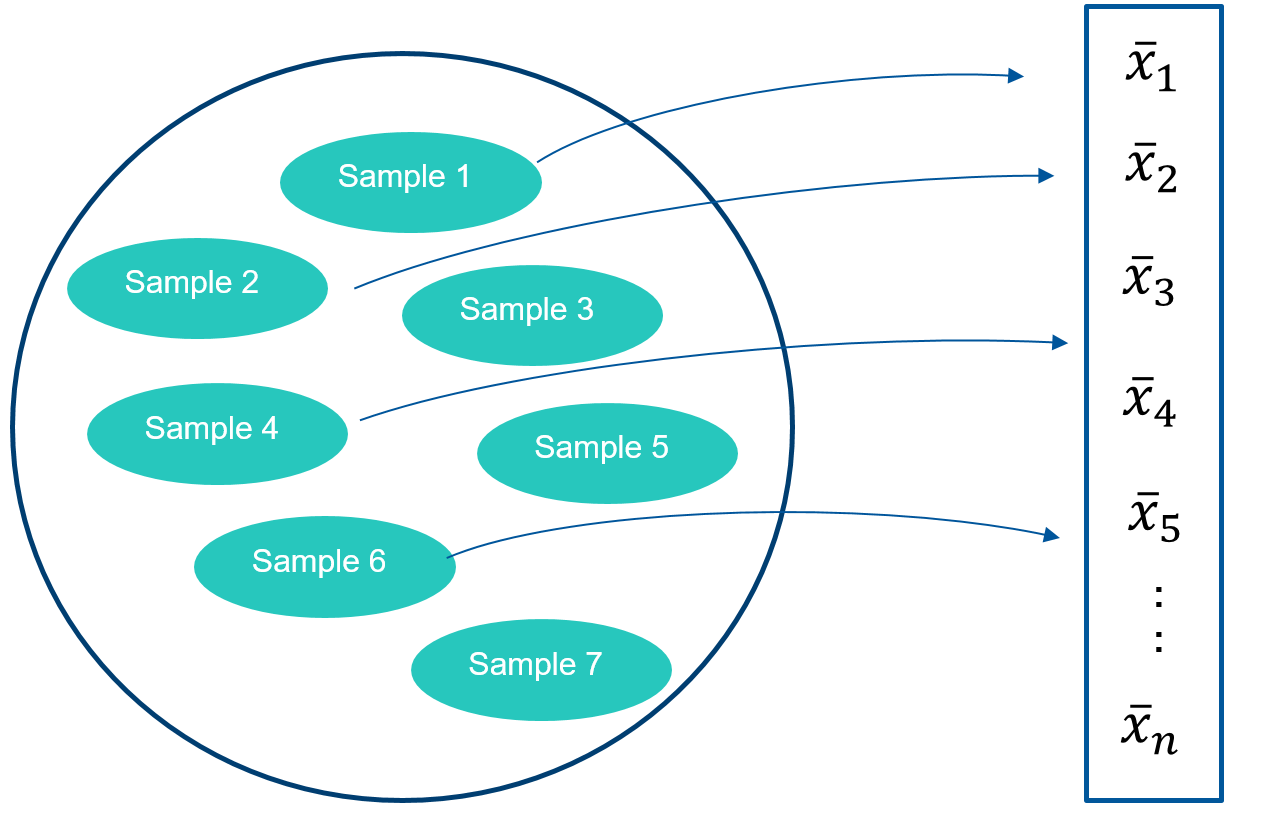 Sample 1
Sample 2
Sample 3
Sample 4
Sample 5
Sample 6
Sample 7
x̄₁
x̄₂
x̄₃
x̄₄
x̄₅
⋮
⋮
x̄ₙ